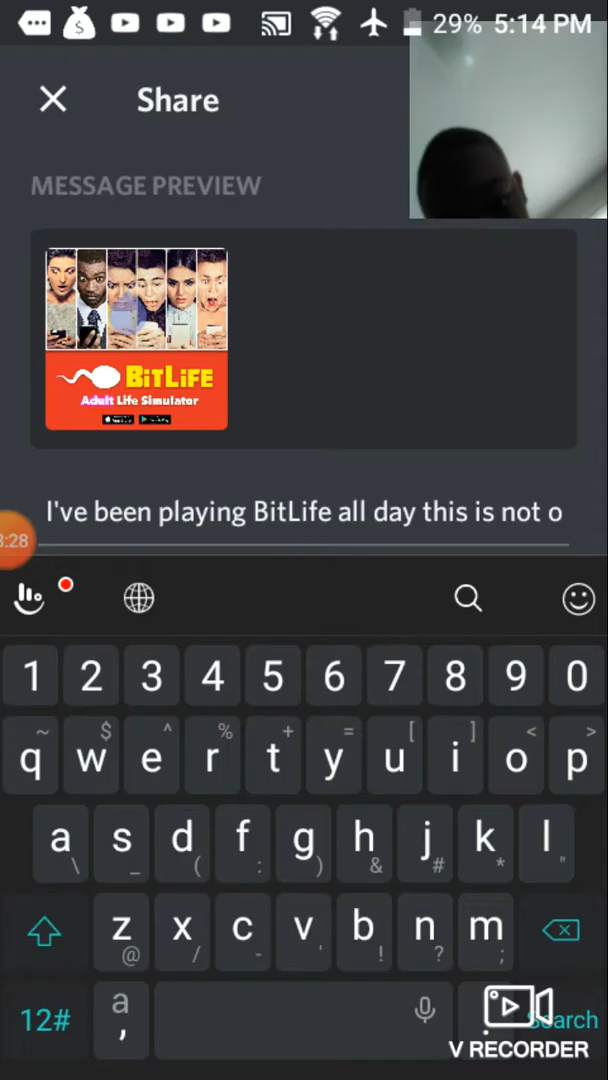 29% 5:14 PM
Share
MESSAGE PREVIEW
BITLIFE
Adult Life Simulator
I've been playing BitLife all day this is not o
3:28
1 2 3 4 5 6 7 8 9 0
~ $ ^ % + = [ ] < >
q w e r t y u i o p
a s d f g h j k l
\ _ ( : ) & # * "
z x c v b n m
@ / - ' ! ? ;
12# a , Search
V RECORDER